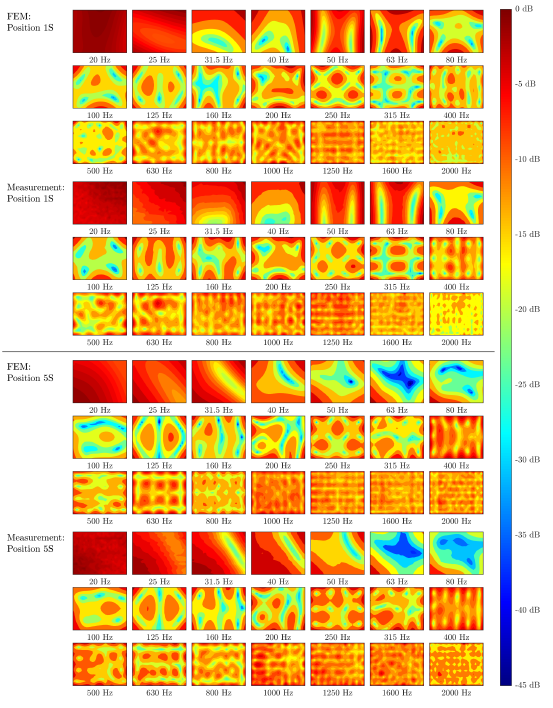 0 dB
FEM:
Position 1S
20 Hz 25 Hz 31.5 Hz 40 Hz 50 Hz 63 Hz 80 Hz
-5 dB
100 Hz 125 Hz 160 Hz 200 Hz 250 Hz 315 Hz 400 Hz
-10 dB
500 Hz 630 Hz 800 Hz 1000 Hz 1250 Hz 1600 Hz 2000 Hz
Measurement:
Position 1S
20 Hz 25 Hz 31.5 Hz 40 Hz 50 Hz 63 Hz 80 Hz
-15 dB
100 Hz 125 Hz 160 Hz 200 Hz 250 Hz 315 Hz 400 Hz
-20 dB
500 Hz 630 Hz 800 Hz 1000 Hz 1250 Hz 1600 Hz 2000 Hz
FEM:
Position 5S
-25 dB
20 Hz 25 Hz 31.5 Hz 40 Hz 50 Hz 63 Hz 80 Hz
-30 dB
100 Hz 125 Hz 160 Hz 200 Hz 250 Hz 315 Hz 400 Hz
500 Hz 630 Hz 800 Hz 1000 Hz 1250 Hz 1600 Hz 2000 Hz
-35 dB
Measurement:
Position 5S
20 Hz 25 Hz 31.5 Hz 40 Hz 50 Hz 63 Hz 80 Hz
-40 dB
100 Hz 125 Hz 160 Hz 200 Hz 250 Hz 315 Hz 400 Hz
500 Hz 630 Hz 800 Hz 1000 Hz 1250 Hz 1600 Hz 2000 Hz
-45 dB